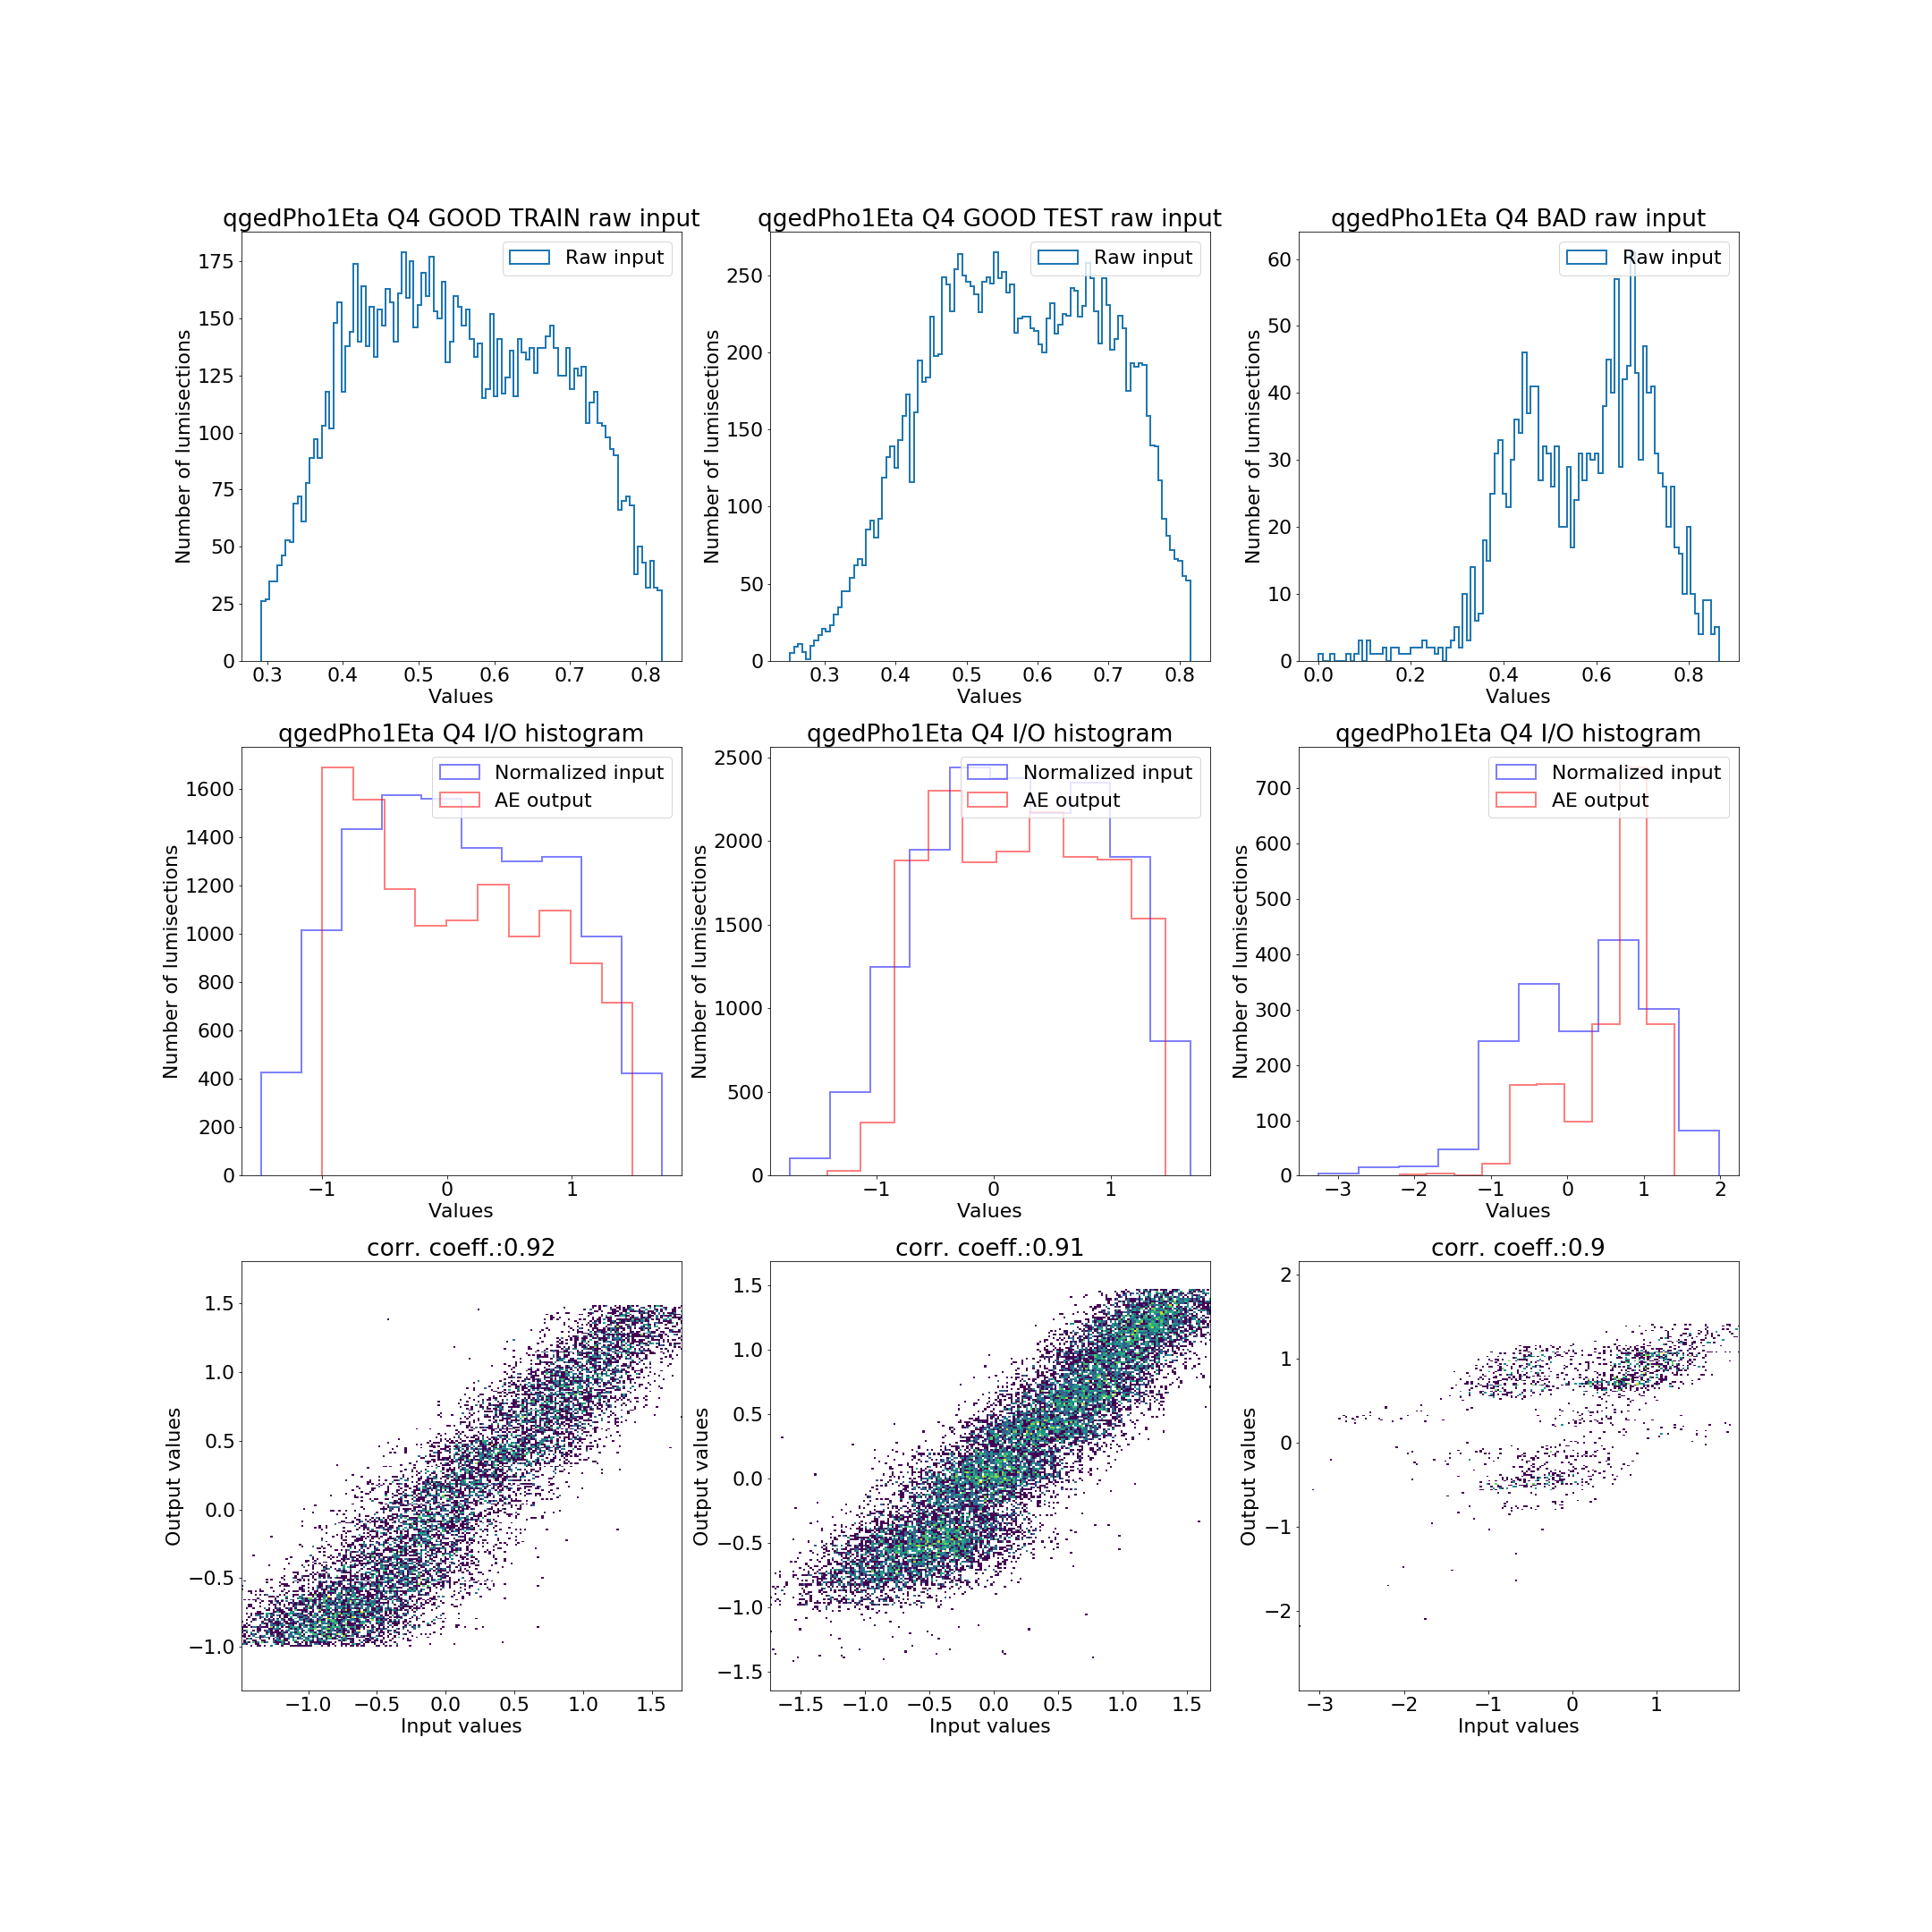 qgedPho1Eta Q4 GOOD TRAIN raw input
qgedPho1Eta Q4 GOOD TEST raw input
qgedPho1Eta Q4 BAD raw input
Number of lumisections
175
150
125
100
75
50
25
0
Raw input
0.3 0.4 0.5 0.6 0.7 0.8
Values
Number of lumisections
250
200
150
100
50
0
Raw input
0.3 0.4 0.5 0.6 0.7 0.8
Values
Number of lumisections
60
50
40
30
20
10
0
Raw input
0.0 0.2 0.4 0.6 0.8
Values
qgedPho1Eta Q4 I/O histogram
qgedPho1Eta Q4 I/O histogram
qgedPho1Eta Q4 I/O histogram
Number of lumisections
1600
1400
1200
1000
800
600
400
200
0
Normalized input
AE output
−1 0 1
Values
Number of lumisections
2500
2000
1500
1000
500
0
Normalized input
AE output
−1 0 1
Values
Number of lumisections
700
600
500
400
300
200
100
0
Normalized input
AE output
−3 −2 −1 0 1 2
Values
corr. coeff.:0.92
corr. coeff.:0.91
corr. coeff.:0.9
Output values
1.5
1.0
0.5
0.0
−0.5
−1.0
−1.0 −0.5 0.0 0.5 1.0 1.5
Input values
Output values
1.5
1.0
0.5
0.0
−0.5
−1.0
−1.5
−1.5 −1.0 −0.5 0.0 0.5 1.0 1.5
Input values
Output values
2
1
0
−1
−2
−3 −2 −1 0 1
Input values